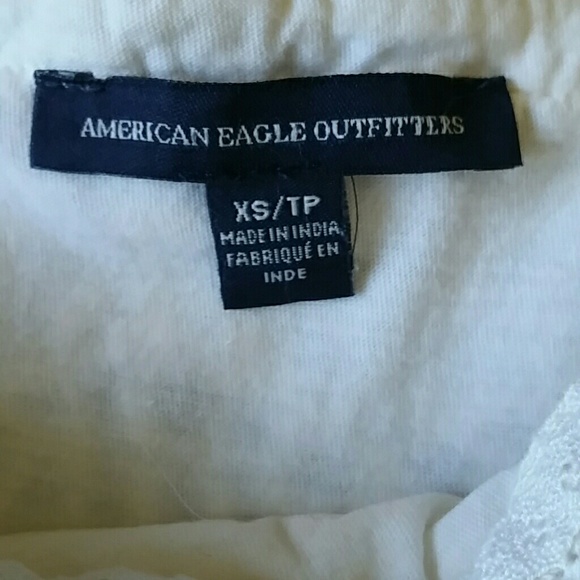 AMERICAN EAGLE OUTFITTERS
XS/TP
MADE IN INDIA
FABRIQUÉ EN
INDE